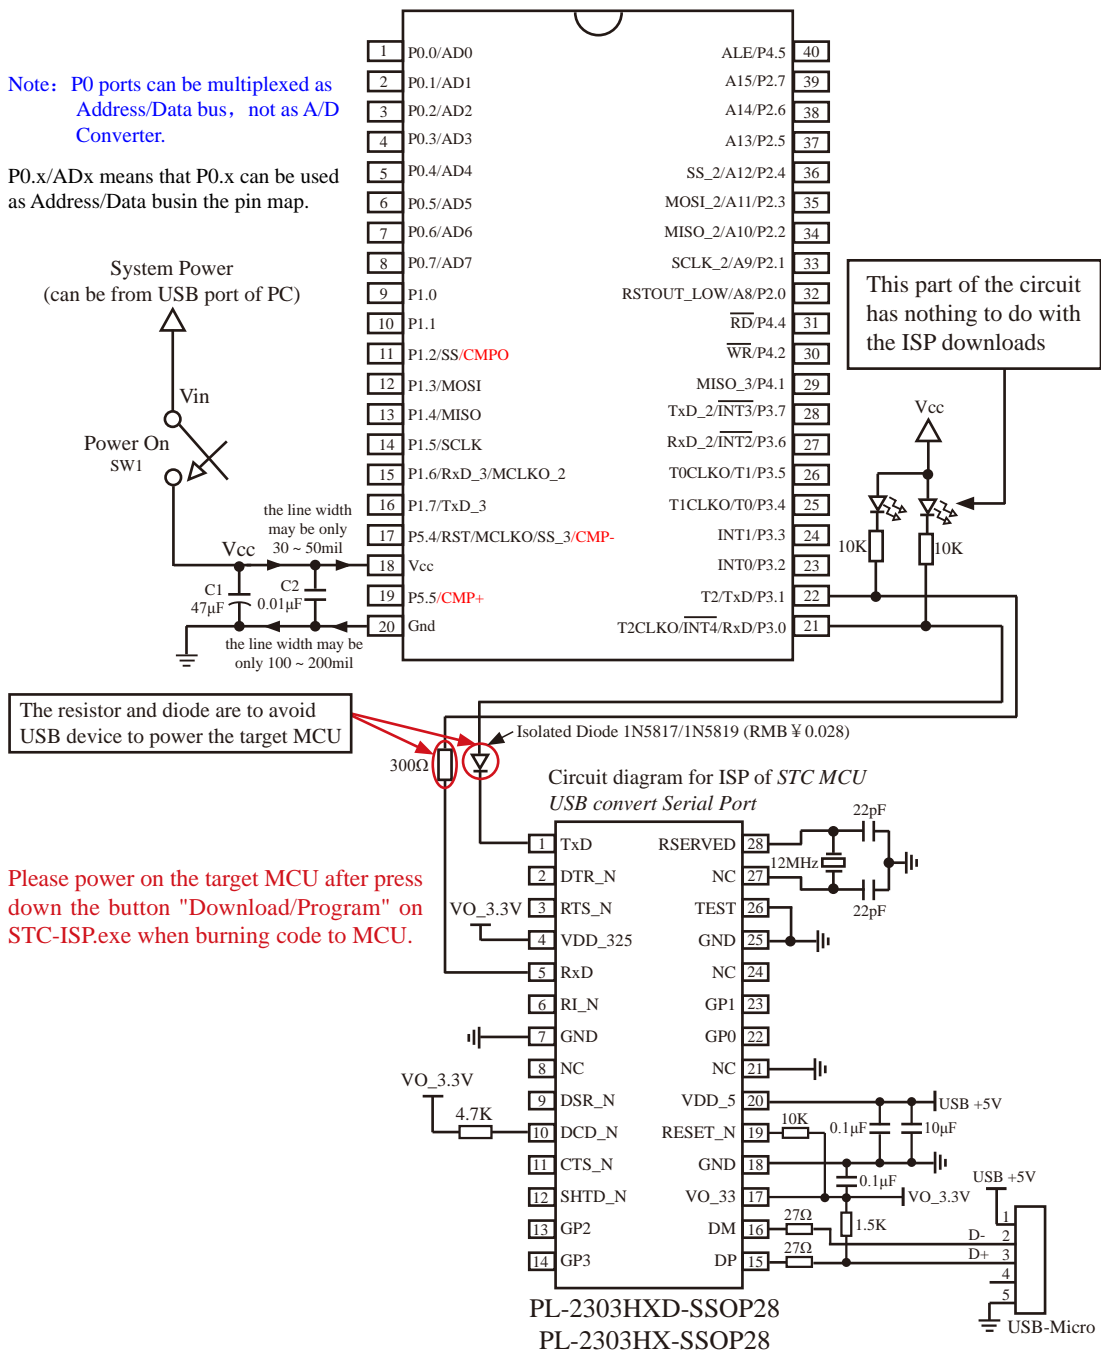 Note：P0 ports can be multiplexed as
Address/Data bus，not as A/D
Converter.
P0.x/ADx means that P0.x can be used
as Address/Data busin the pin map.
System Power
(can be from USB port of PC)
Vin
Power On
SW1
Vcc
the line width
may be only
30 ~ 50mil
C1
47μF
C2
0.01μF
the line width may be
only 100 ~ 200mil
1 P0.0/AD0
2 P0.1/AD1
3 P0.2/AD2
4 P0.3/AD3
5 P0.4/AD4
6 P0.5/AD5
7 P0.6/AD6
8 P0.7/AD7
9 P1.0
10 P1.1
11 P1.2/SS/CMPO
12 P1.3/MOSI
13 P1.4/MISO
14 P1.5/SCLK
15 P1.6/RxD_3/MCLKO_2
16 P1.7/TxD_3
17 P5.4/RST/MCLKO/SS_3/CMP-
18 Vcc
19 P5.5/CMP+
20 Gnd
ALE/P4.5 40
A15/P2.7 39
A14/P2.6 38
A13/P2.5 37
SS_2/A12/P2.4 36
MOSI_2/A11/P2.3 35
MISO_2/A10/P2.2 34
SCLK_2/A9/P2.1 33
RSTOUT_LOW/A8/P2.0 32
RD/P4.4 31
WR/P4.2 30
MISO_3/P4.1 29
TxD_2/INT3/P3.7 28
RxD_2/INT2/P3.6 27
T0CLKO/T1/P3.5 26
T1CLKO/T0/P3.4 25
INT1/P3.3 24
INT0/P3.2 23
T2/TxD/P3.1 22
T2CLKO/INT4/RxD/P3.0 21
This part of the circuit
has nothing to do with
the ISP downloads
Vcc
10K
10K
The resistor and diode are to avoid
USB device to power the target MCU
300Ω
Isolated Diode 1N5817/1N5819 (RMB¥0.028)
Circuit diagram for ISP of STC MCU
USB convert Serial Port
Please power on the target MCU after press
down the button "Download/Program" on
STC-ISP.exe when burning code to MCU.
VO_3.3V
VO_3.3V
4.7K
1 TxD
2 DTR_N
3 RTS_N
4 VDD_325
5 RxD
6 RI_N
7 GND
8 NC
9 DSR_N
10 DCD_N
11 CTS_N
12 SHTD_N
13 GP2
14 GP3
RSERVED 28
NC 27
TEST 26
GND 25
NC 24
GP1 23
GP0 22
NC 21
VDD_5 20
RESET_N 19
GND 18
VO_33 17
DM 16
DP 15
22pF
12MHz
22pF
USB +5V
10K
0.1μF
10μF
0.1μF
VO_3.3V
USB +5V
27Ω
1.5K
27Ω
D-
D+
1
2
3
4
5
USB-Micro
PL-2303HXD-SSOP28
PL-2303HX-SSOP28